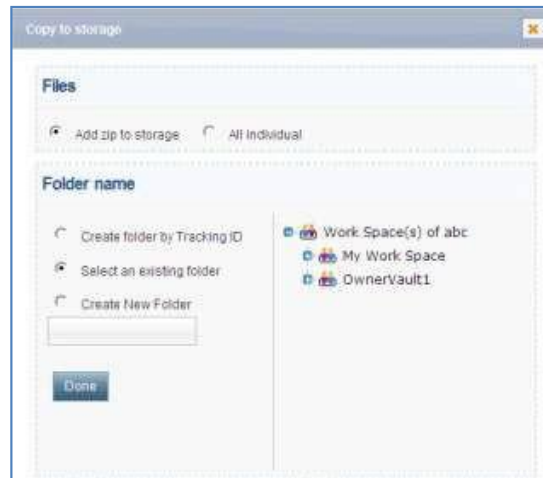 Copy to storage
Files
Add zip to storage
All individual
Folder name
Create folder by Tracking ID
Select an existing folder
Create New Folder
Done
Work Space(s) of abc
My Work Space
OwnerVault1